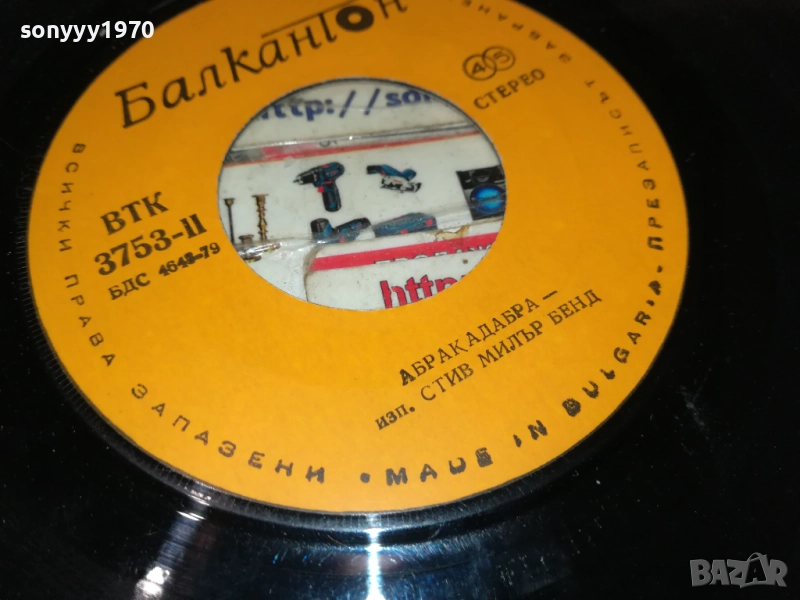 sonyyy1970
Балкантон
45
СТЕРЕО
http://so
ВТК
3753-II
БДС 4643-79
http
АБРАКАДАБРА —
изп. СТИВ МИЛЪР БЕНД
ВСИЧКИ ПРАВА ЗАПАЗЕНИ • MADE IN BULGARIA • ПРЕЗАПИСЪТ ЗАБРАНЕ
BAZAR